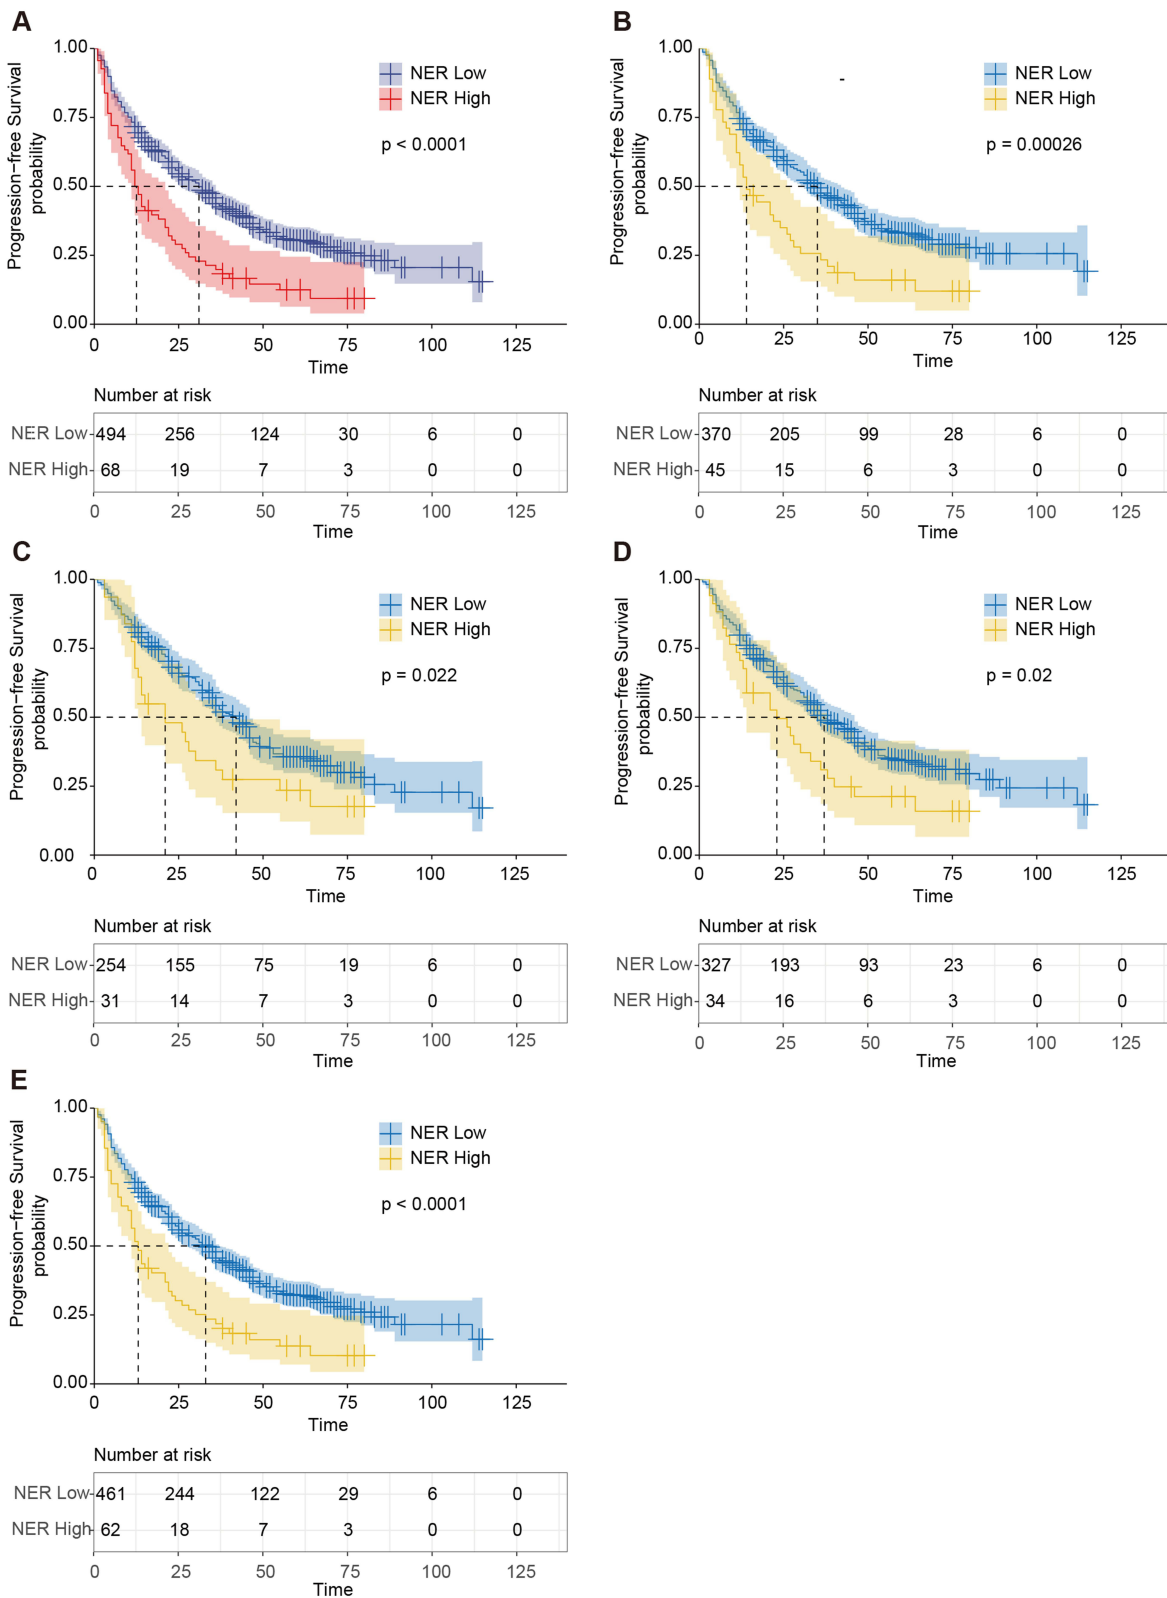 A
Progression-free Survival
probability
1.00
0.75
0.50
0.25
0.00
NER Low
NER High
p < 0.0001
0 25 50 75 100 125
Time
Number at risk
NER Low 494 256 124 30 6 0
NER High 68 19 7 3 0 0
0 25 50 75 100 125
Time
B
Progression-free Survival
probability
1.00
0.75
0.50
0.25
0.00
-
NER Low
NER High
p = 0.00026
0 25 50 75 100 125
Time
Number at risk
NER Low 370 205 99 28 6 0
NER High 45 15 6 3 0 0
0 25 50 75 100 125
Time
C
Progression-free Survival
probability
1.00
0.75
0.50
0.25
0.00
NER Low
NER High
p = 0.022
0 25 50 75 100 125
Time
Number at risk
NER Low 254 155 75 19 6 0
NER High 31 14 7 3 0 0
0 25 50 75 100 125
Time
D
Progression-free Survival
probability
1.00
0.75
0.50
0.25
0.00
NER Low
NER High
p = 0.02
0 25 50 75 100 125
Time
Number at risk
NER Low 327 193 93 23 6 0
NER High 34 16 6 3 0 0
0 25 50 75 100 125
Time
E
Progression-free Survival
probability
1.00
0.75
0.50
0.25
0.00
NER Low
NER High
p < 0.0001
0 25 50 75 100 125
Time
Number at risk
NER Low 461 244 122 29 6 0
NER High 62 18 7 3 0 0
0 25 50 75 100 125
Time